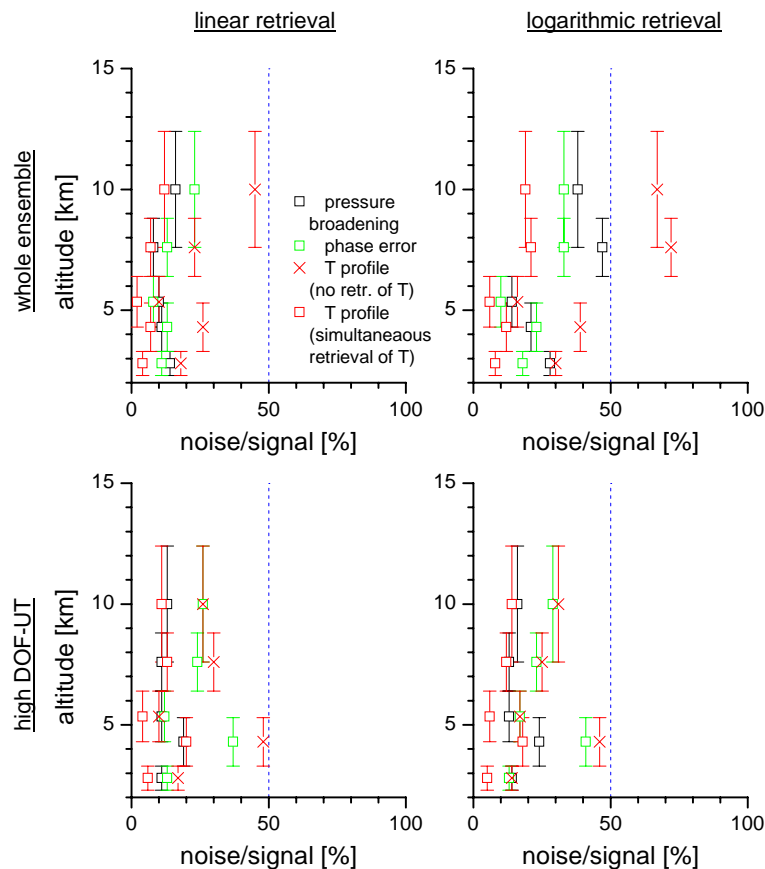 linear retrieval
logarithmic retrieval
whole ensemble
altitude [km]
15
10
5
0
50
100
noise/signal [%]
pressure
broadening
phase error
T profile
(no retr. of T)
T profile
(simultaneaous
retrieval of T)
15
10
5
0
50
100
noise/signal [%]
high DOF-UT
altitude [km]
15
10
5
0
50
100
noise/signal [%]
15
10
5
0
50
100
noise/signal [%]